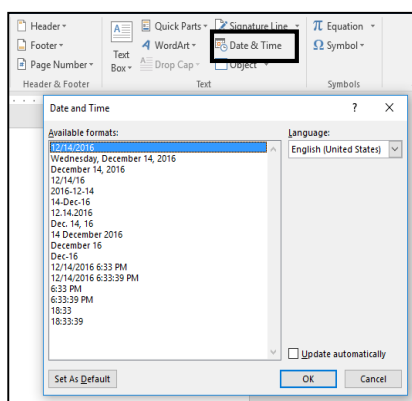 Header
Footer
Page Number
Header & Footer
Text Box
Quick Parts
WordArt
Drop Cap
Signature Line
Date & Time
Object
Text
Equation
Symbol
Symbols
Date and Time ? X
Available formats:
12/14/2016
Wednesday, December 14, 2016
December 14, 2016
12/14/16
2016-12-14
14-Dec-16
12.14.2016
Dec. 14, 16
14 December 2016
December 16
Dec-16
12/14/2016 6:33 PM
12/14/2016 6:33:39 PM
6:33 PM
6:33:39 PM
18:33
18:33:39
Language:
English (United States)
Update automatically
Set As Default
OK
Cancel